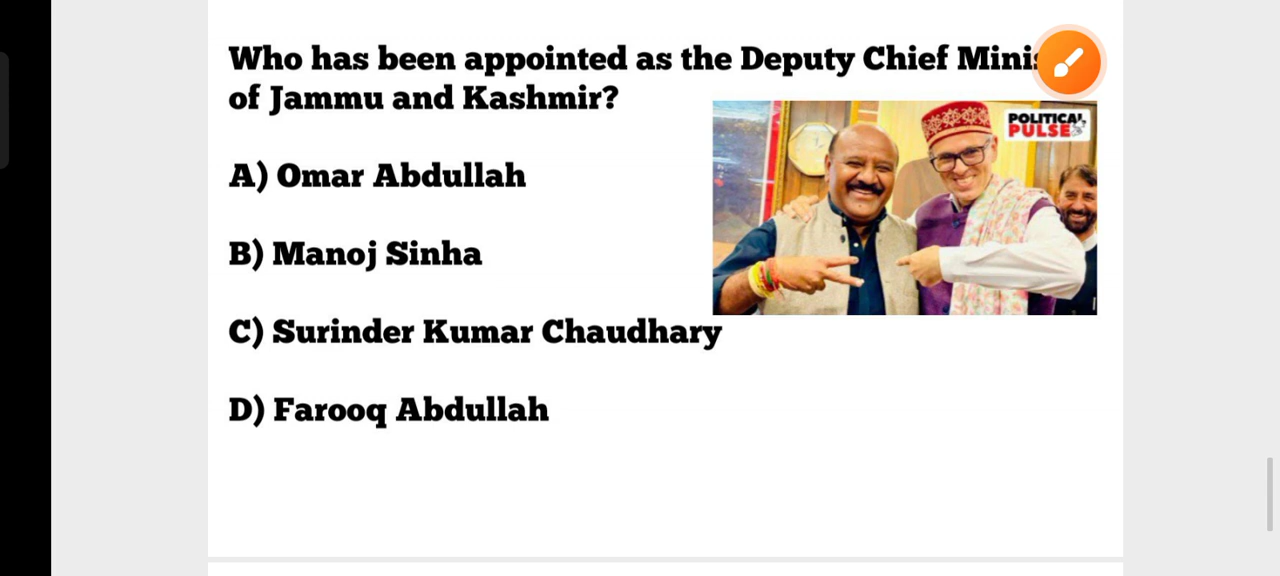 Who has been appointed as the Deputy Chief
of Jammu and Kashmir?
POLITICAL
PULSE
A) Omar Abdullah
B) Manoj Sinha
C) Surinder Kumar Chaudhary
D) Farooq Abdullah